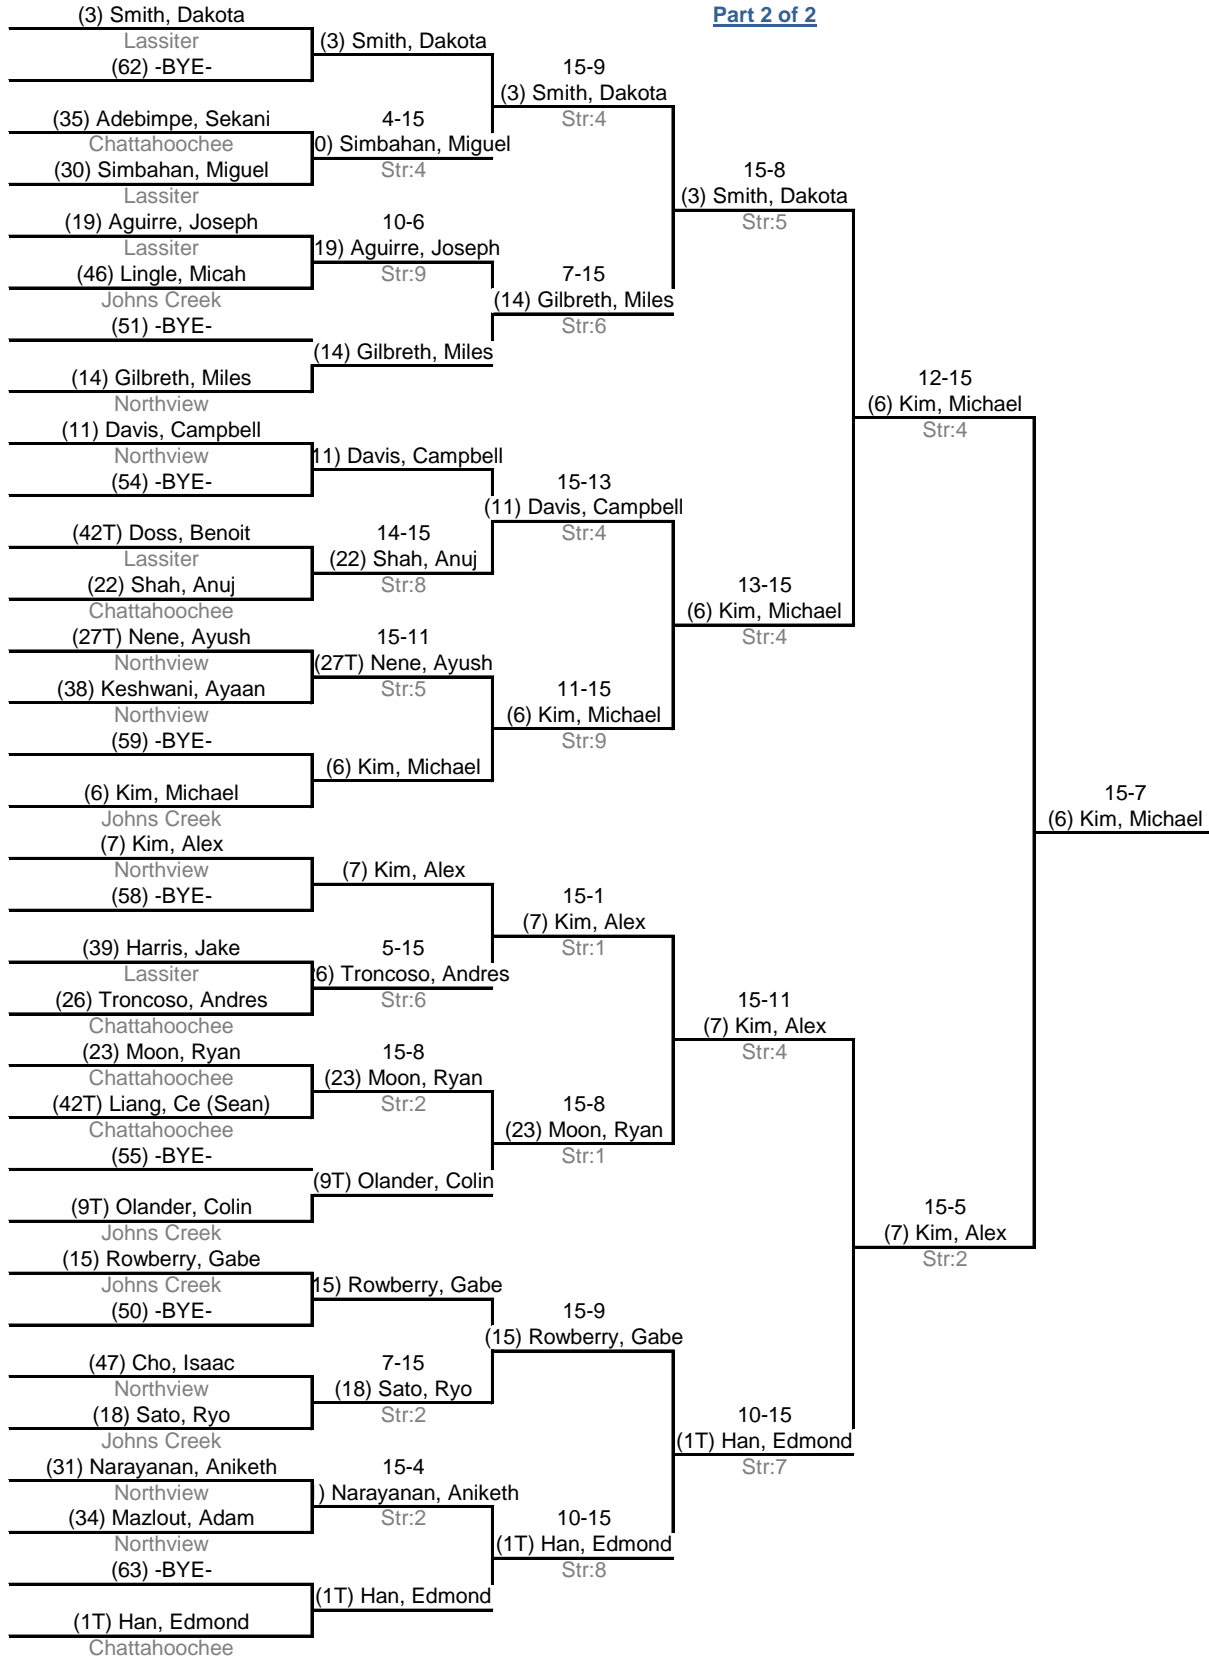 Part 2 of 2
(3) Smith, Dakota
Lassiter
(62) -BYE-
(35) Adebimpe, Sekani
Chattahoochee
(30) Simbahan, Miguel
Lassiter
(19) Aguirre, Joseph
Lassiter
(46) Lingle, Micah
Johns Creek
(51) -BYE-
(14) Gilbreth, Miles
Northview
(11) Davis, Campbell
Northview
(54) -BYE-
(42T) Doss, Benoit
Lassiter
(22) Shah, Anuj
Chattahoochee
(27T) Nene, Ayush
Northview
(38) Keshwani, Ayaan
Northview
(59) -BYE-
(6) Kim, Michael
Johns Creek
(7) Kim, Alex
Northview
(58) -BYE-
(39) Harris, Jake
Lassiter
(26) Troncoso, Andres
Chattahoochee
(23) Moon, Ryan
Chattahoochee
(42T) Liang, Ce (Sean)
Chattahoochee
(55) -BYE-
(9T) Olander, Colin
Johns Creek
(15) Rowberry, Gabe
Johns Creek
(50) -BYE-
(47) Cho, Isaac
Northview
(18) Sato, Ryo
Johns Creek
(31) Narayanan, Aniketh
Northview
(34) Mazlout, Adam
Northview
(63) -BYE-
(1T) Han, Edmond
Chattahoochee
(3) Smith, Dakota
4-15
0) Simbahan, Miguel
Str:4
10-6
19) Aguirre, Joseph
Str:9
(14) Gilbreth, Miles
11) Davis, Campbell
14-15
(22) Shah, Anuj
Str:8
15-11
(27T) Nene, Ayush
Str:5
(6) Kim, Michael
(7) Kim, Alex
5-15
6) Troncoso, Andres
Str:6
15-8
(23) Moon, Ryan
Str:2
(9T) Olander, Colin
15) Rowberry, Gabe
7-15
(18) Sato, Ryo
Str:2
15-4
) Narayanan, Aniketh
Str:2
(1T) Han, Edmond
15-9
(3) Smith, Dakota
Str:4
7-15
(14) Gilbreth, Miles
Str:6
15-13
(11) Davis, Campbell
Str:4
11-15
(6) Kim, Michael
Str:9
15-1
(7) Kim, Alex
Str:1
15-8
(23) Moon, Ryan
Str:1
15-9
(15) Rowberry, Gabe
10-15
(1T) Han, Edmond
Str:8
15-8
(3) Smith, Dakota
Str:5
13-15
(6) Kim, Michael
Str:4
15-11
(7) Kim, Alex
Str:4
10-15
(1T) Han, Edmond
Str:7
12-15
(6) Kim, Michael
Str:4
15-5
(7) Kim, Alex
Str:2
15-7
(6) Kim, Michael